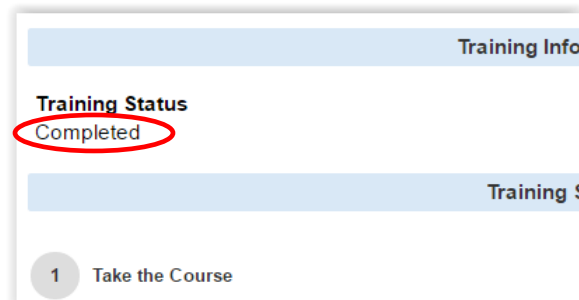 Training Info
Training Status
Completed
Training S
1 Take the Course